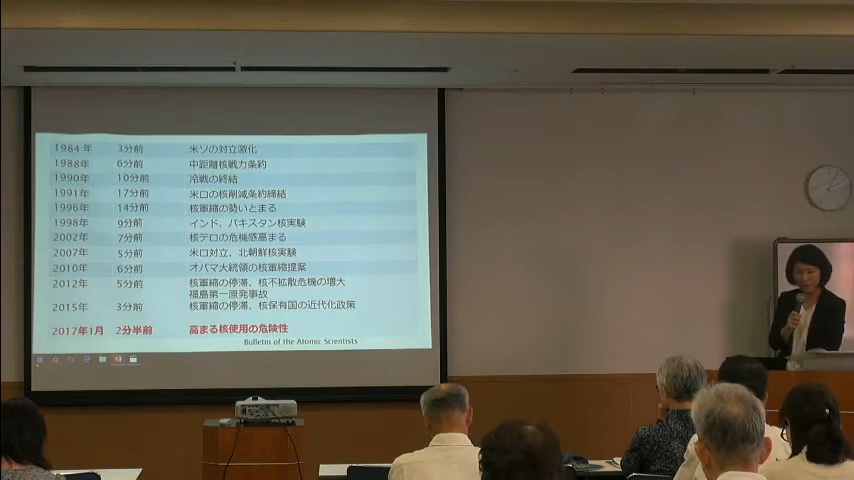 1984年 3分前 米ソの対立激化
1988年 6分前 中距離核戦力条約
1990年 10分前 冷戦の終結
1991年 17分前 米ロの核削減条約締結
1996年 14分前 核軍縮の勢いとまる
1998年 9分前 インド、パキスタン核実験
2002年 7分前 核テロの危機感高まる
2007年 5分前 米ロ対立、北朝鮮核実験
2010年 6分前 オバマ大統領の核軍縮提案
2012年 5分前 核軍縮の停滞、核不拡散危機の増大
福島第一原発事故
2015年 3分前 核軍縮の停滞、核保有国の近代化政策
2017年1月 2分半前 高まる核使用の危険性
Bulletin of the Atomic Scientists